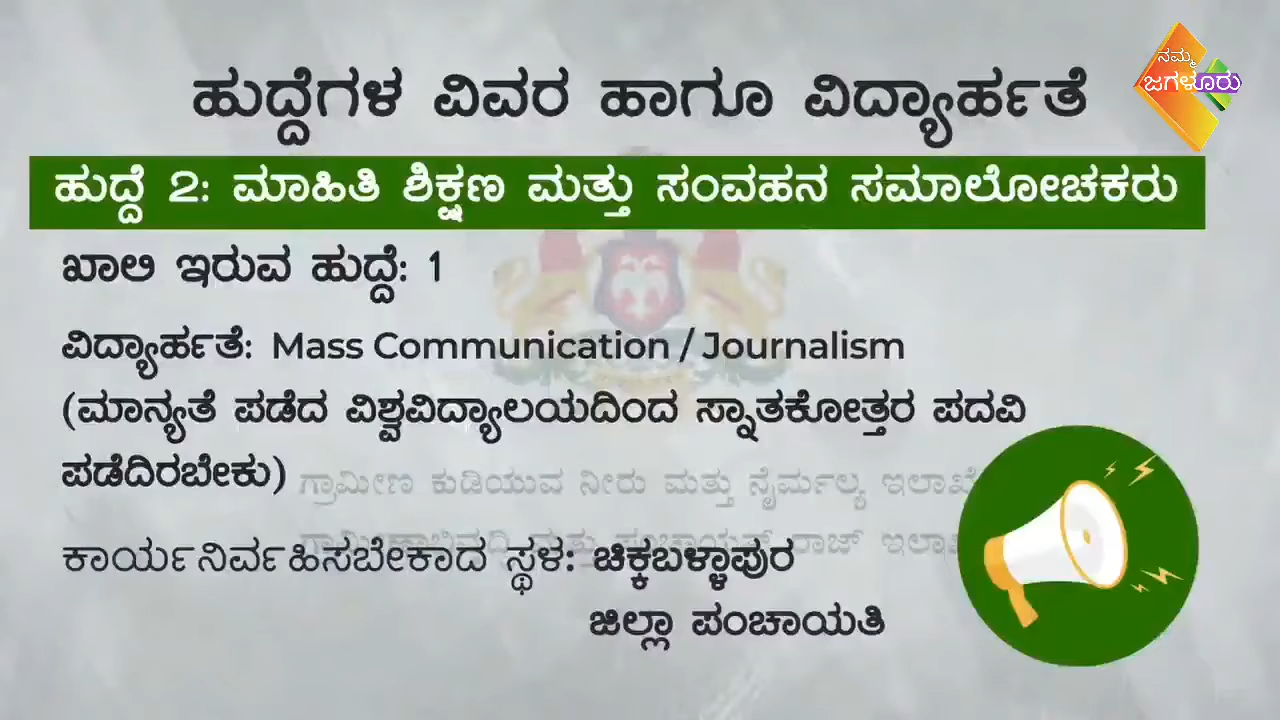 ನಮ್ಮ
ಜಗಳೂರು
ಹುದ್ದೆಗಳ ವಿವರ ಹಾಗೂ ವಿದ್ಯಾರ್ಹತೆ
ಹುದ್ದೆ 2: ಮಾಹಿತಿ ಶಿಕ್ಷಣ ಮತ್ತು ಸಂವಹನ ಸಮಾಲೋಚಕರು
ಖಾಲಿ ಇರುವ ಹುದ್ದೆ: 1
ವಿದ್ಯಾರ್ಹತೆ: Mass Communication / Journalism
(ಮಾನ್ಯತೆ ಪಡೆದ ವಿಶ್ವವಿದ್ಯಾಲಯದಿಂದ ಸ್ನಾತಕೋತ್ತರ ಪದವಿ
ಪಡೆದಿರಬೇಕು)
ಗ್ರಾಮೀಣ ಕುಡಿಯುವ ನೀರು ಮತ್ತು ನೈರ್ಮಲ್ಯ
ಕಾರ್ಯನಿರ್ವಹಿಸಬೇಕಾದ ಸ್ಥಳ: ಚಿಕ್ಕಬಳ್ಳಾಪುರ
ಜಿಲ್ಲಾ ಪಂಚಾಯತಿ